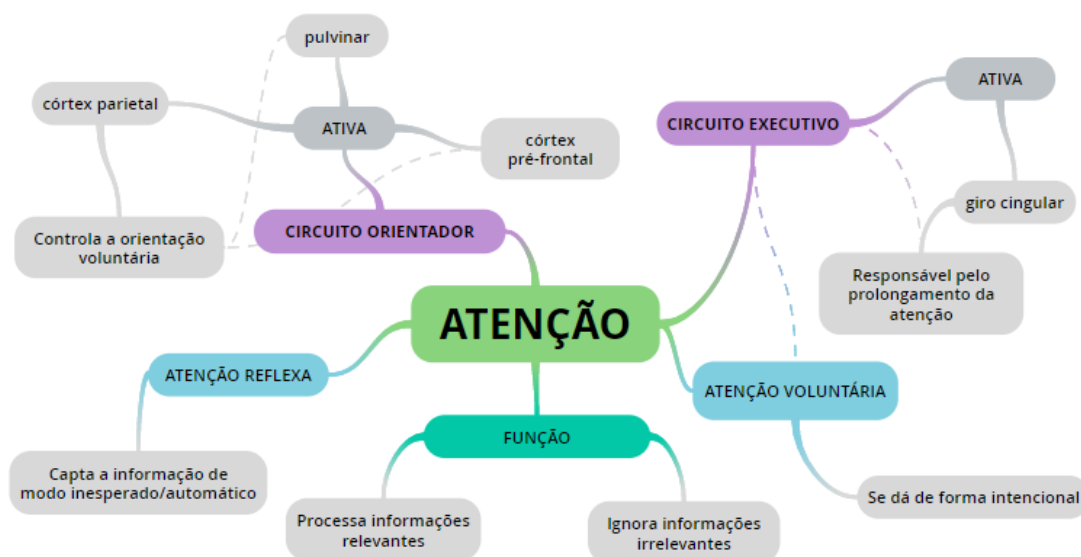 pulvinar
córtex parietal
ATIVA
córtex
pré-frontal
Controla a orientação
voluntária
CIRCUITO ORIENTADOR
CIRCUITO EXECUTIVO
ATIVA
giro cingular
Responsável pelo
prolongamento da
atenção
ATENÇÃO
ATENÇÃO REFLEXA
Capta a informação de
modo inesperado/automático
FUNÇÃO
Processa informações
relevantes
Ignora informações
irrelevantes
ATENÇÃO VOLUNTÁRIA
Se dá de forma intencional